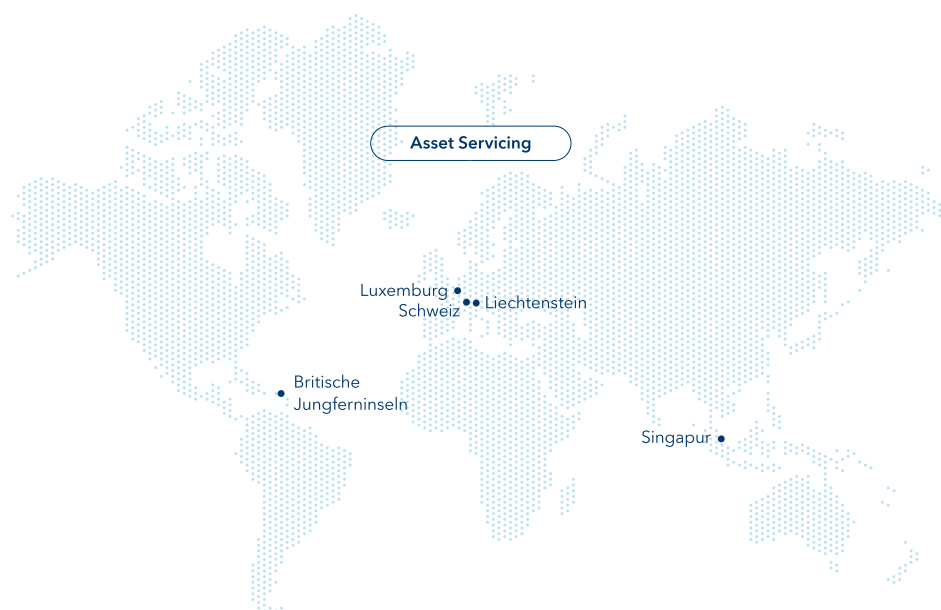 Asset Servicing
Luxemburg
Schweiz
Liechtenstein
Britische
Jungferninseln
Singapur